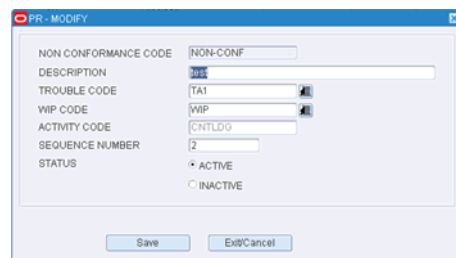 PR - MODIFY
NON CONFORMANCE CODE NON-CONF
DESCRIPTION test
TROUBLE CODE TA1
WIP CODE WIP
ACTIVITY CODE CNTLDG
SEQUENCE NUMBER 2
STATUS ACTIVE
INACTIVE
Save Exit/Cancel